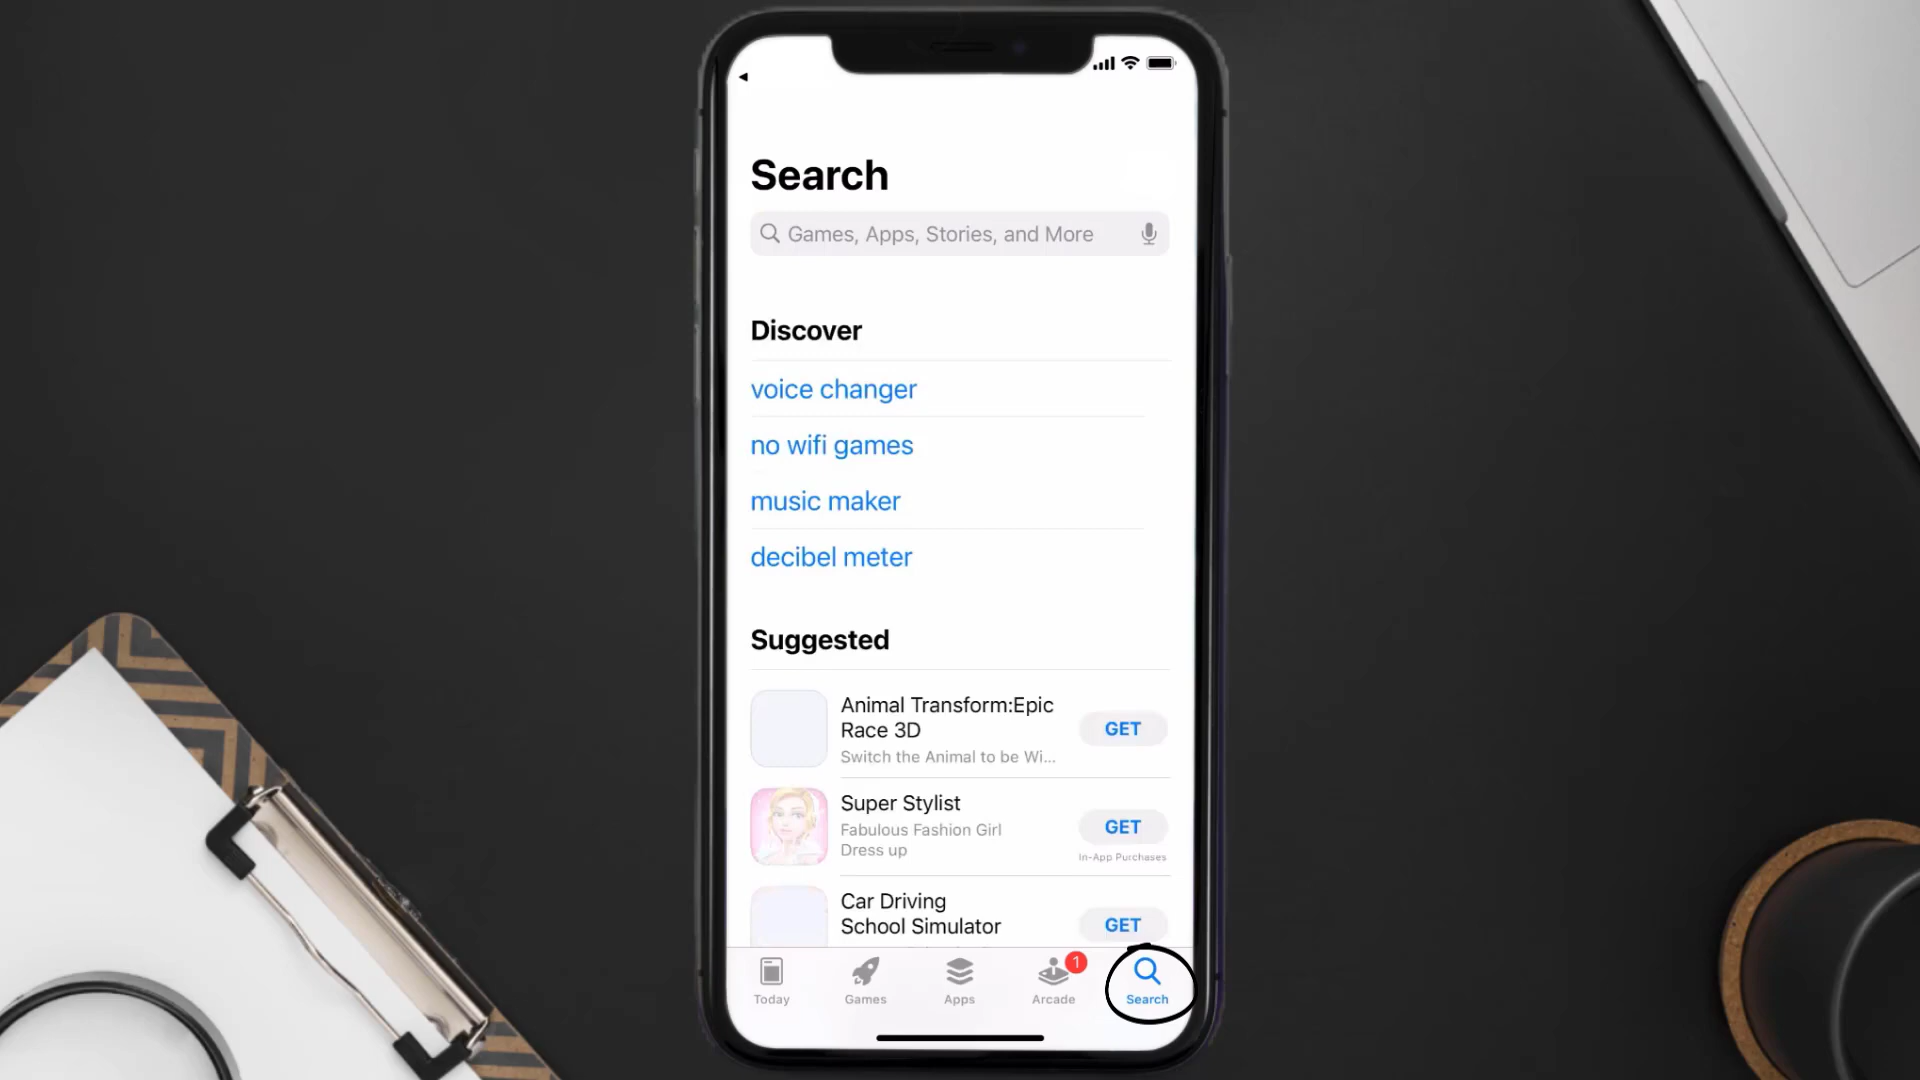 Search
Games, Apps, Stories, and More
Discover
voice changer
no wifi games
music maker
decibel meter
Suggested
Animal Transform:Epic
Race 3D
Switch the Animal to be Wi...
GET
Super Stylist
Fabulous Fashion Girl
Dress up
GET
In-App Purchases
Car Driving
School Simulator
GET
1
Today
Games
Apps
Arcade
Search